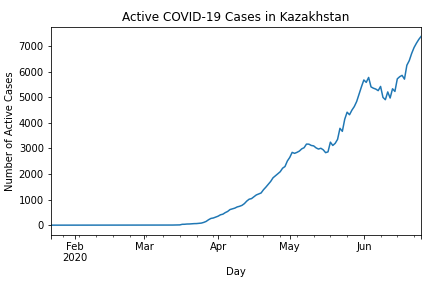 Active COVID-19 Cases in Kazakhstan
Number of Active Cases
7000
6000
5000
4000
3000
2000
1000
0
Feb
2020
Mar
Apr
May
Jun
Day